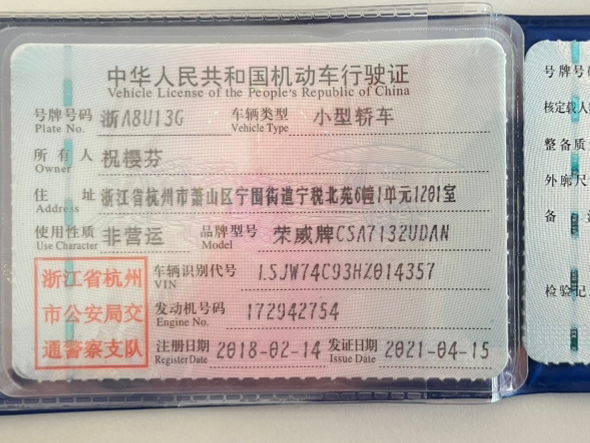 中华人民共和国机动车行驶证
Vehicle License of the People's Republic of China
号牌号码 浙A8U13G 车辆类型 小型轿车
Plate No. Vehicle Type
所有人 祝樱芬
Owner
住址 浙江省杭州市萧山区宁围街道宁税北苑6幢1单元1201室
Address
使用性质 非营运 品牌型号 荣威牌CSA7132UDAN
Use Character Model
浙江省杭州
市公安局交
通警察支队
车辆识别代号 LSJW74C93HZ014357
VIN
发动机号码 172942754
Engine No.
注册日期 2018-02-14 发证日期 2021-04-15
Register Date Issue Date
号牌号
核定载人
整备质
外廓尺
备
检验记